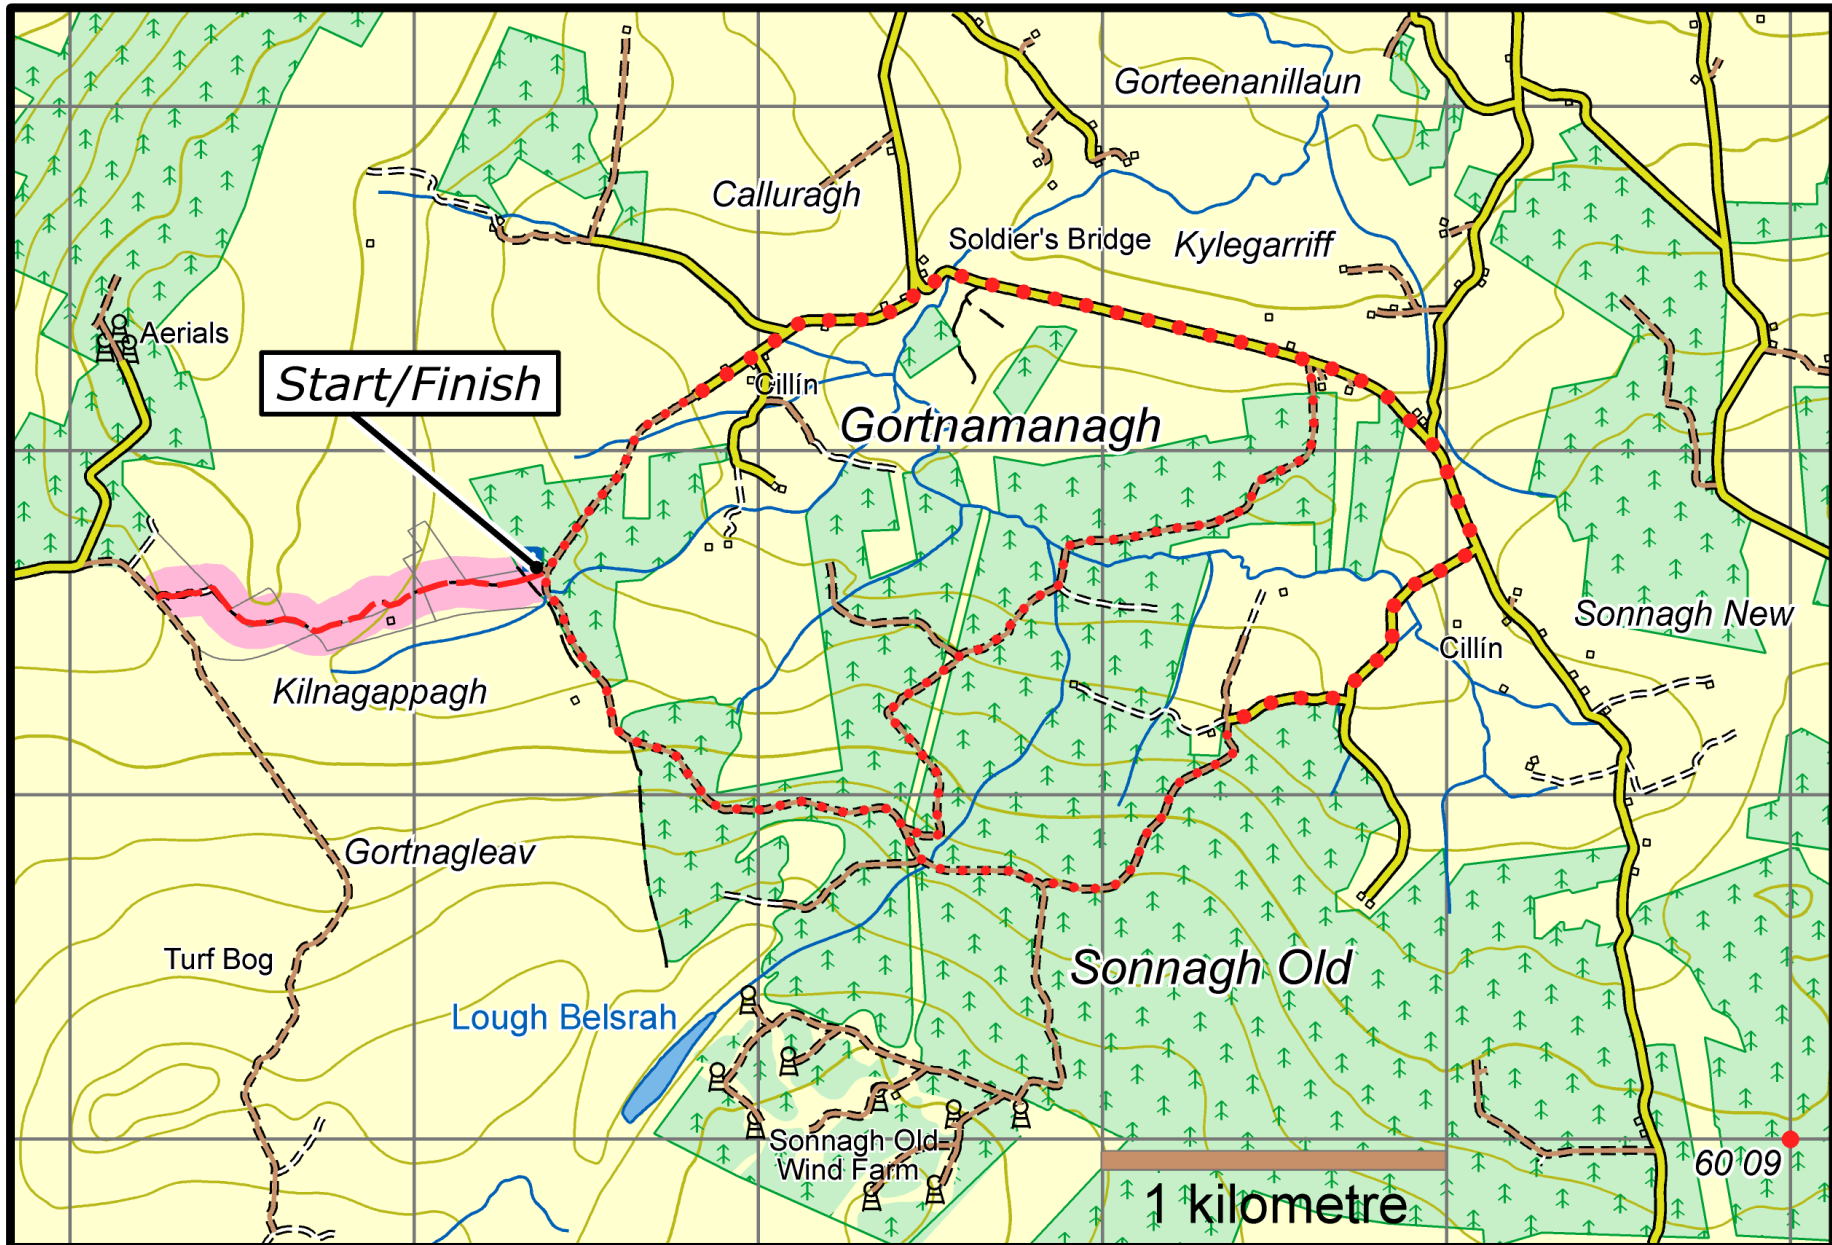 Gorteenanillaun
Calluragh
Soldier's Bridge
Kylegarriff
Aerials
Start/Finish
Cillín
Gortnamanagh
Sonnagh New
Cillín
Kilnagappagh
Gortnagleav
Turf Bog
Sonnagh Old
Lough Belsrah
Sonnagh Old
Wind Farm
60 09
1 kilometre